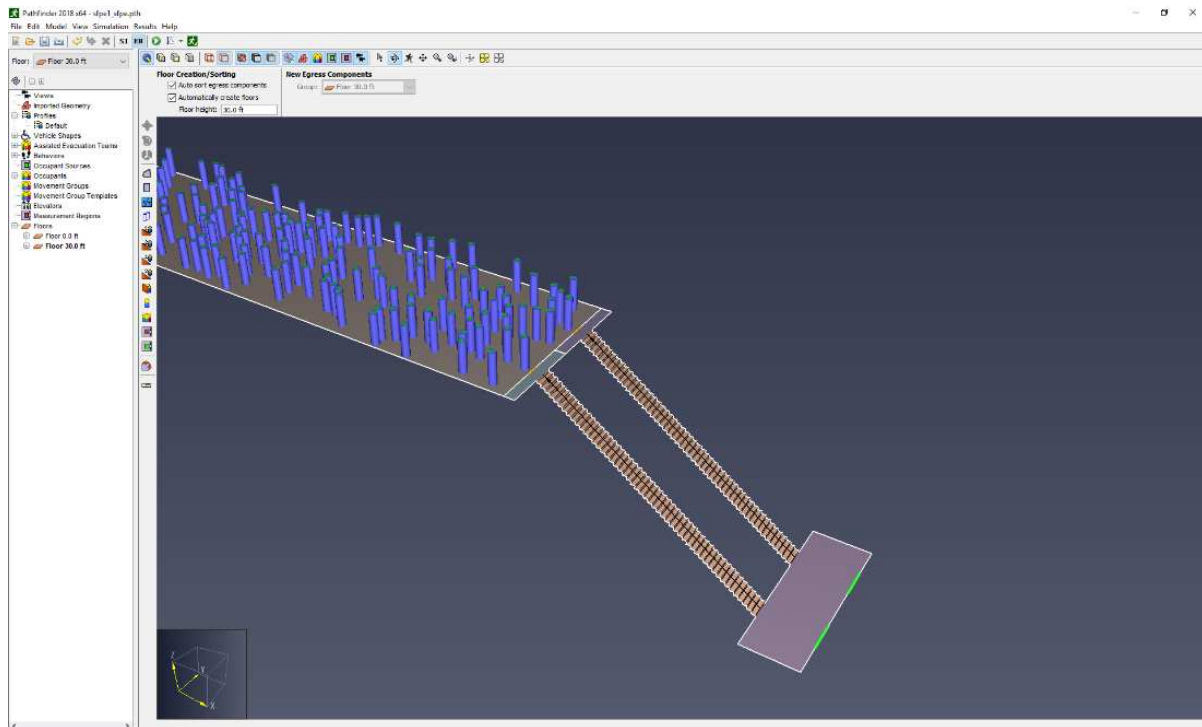 Pathfinder 2018 x64 - sfpe1_sfpe.pth
File Edit Model View Simulation Results Help
SI EN
Floor: Floor 30.0 ft
Floor Creation/Sorting
Auto sort egress components
Automatically create floors
Floor height: 30.0 ft
New Egress Components
Group: Floor 30.0 ft
Views
Imported Geometry
Profiles
Default
Vehicle Shapes
Assisted Evacuation Teams
Behaviors
Occupant Sources
Occupants
Movement Groups
Movement Group Templates
Elevators
Measurement Regions
Floors
Floor 0.0 ft
Floor 30.0 ft
Z
Y
X